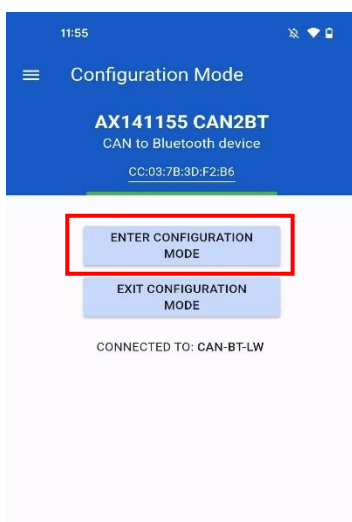 11:55
Configuration Mode
AX141155 CAN2BT
CAN to Bluetooth device
CC:03:7B:3D:F2:B6
ENTER CONFIGURATION
MODE
EXIT CONFIGURATION
MODE
CONNECTED TO: CAN-BT-LW